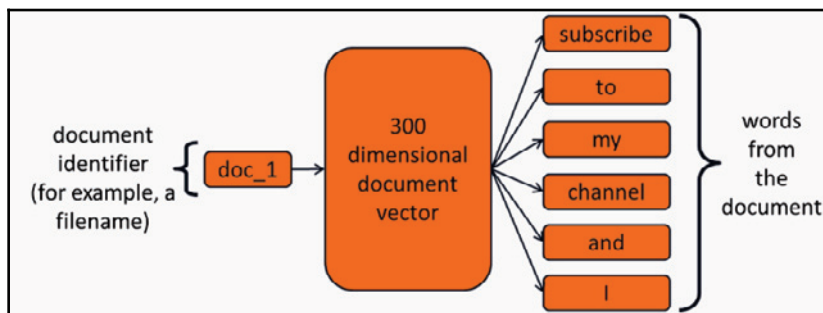 document
identifier
(for example, a
filename)
doc_1
300
dimensional
document
vector
subscribe
to
my
channel
and
I
words
from
the
document